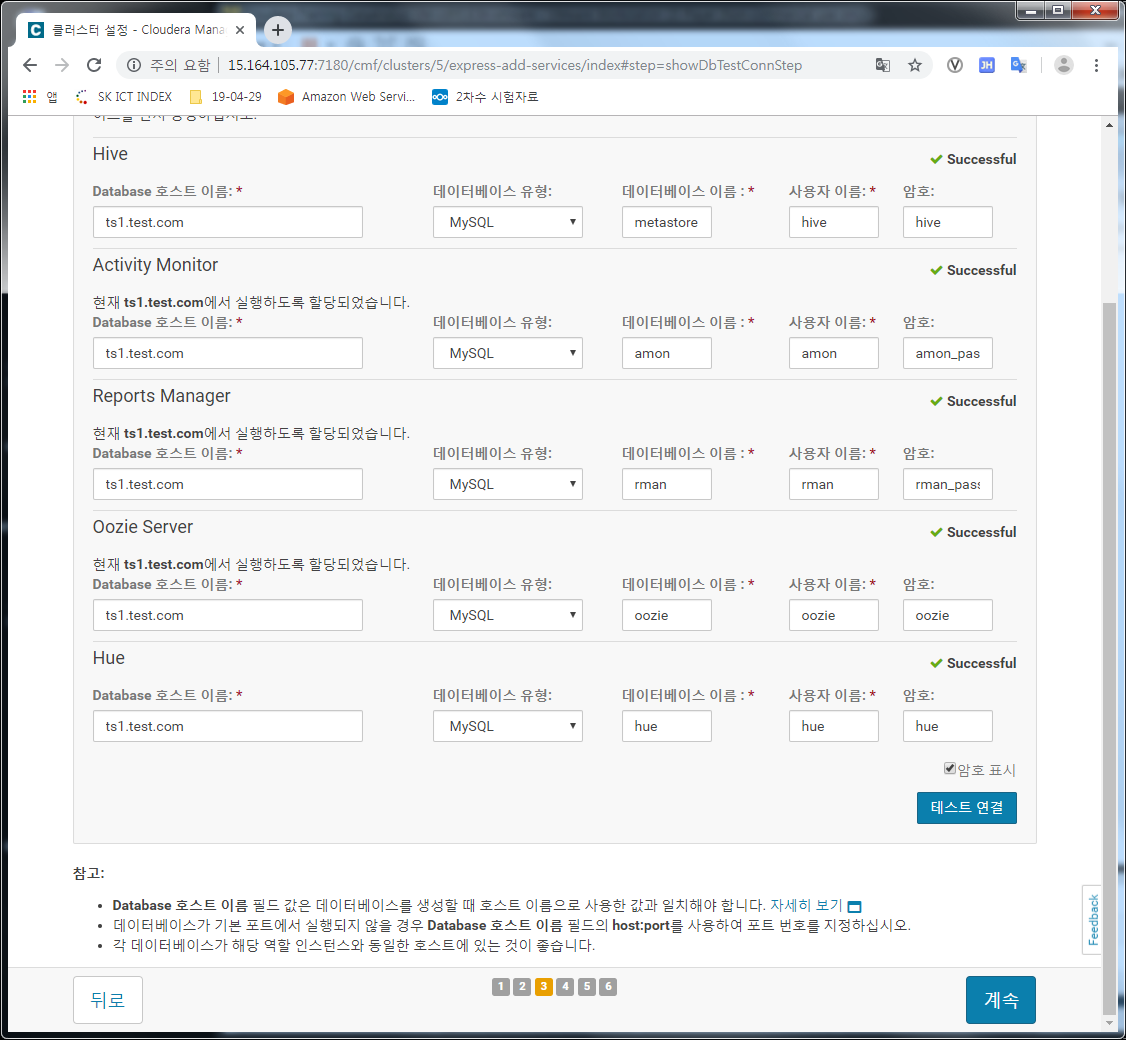 클러스터 설정 - Cloudera Mana
주의 요함 | 15.164.105.77:7180/cmf/clusters/5/express-add-services/index#step=showDbTestConnStep
앱 SK ICT INDEX 19-04-29 Amazon Web Servi... 2차수 시험자료
Hive
Successful
Database 호스트 이름: * 데이터베이스 유형: 데이터베이스 이름 : * 사용자 이름: * 암호:
ts1.test.com MySQL metastore hive hive
Activity Monitor
Successful
현재 ts1.test.com에서 실행하도록 할당되었습니다.
Database 호스트 이름: * 데이터베이스 유형: 데이터베이스 이름 : * 사용자 이름: * 암호:
ts1.test.com MySQL amon amon amon_pas
Reports Manager
Successful
현재 ts1.test.com에서 실행하도록 할당되었습니다.
Database 호스트 이름: * 데이터베이스 유형: 데이터베이스 이름 : * 사용자 이름: * 암호:
ts1.test.com MySQL rman rman rman_pass
Oozie Server
Successful
현재 ts1.test.com에서 실행하도록 할당되었습니다.
Database 호스트 이름: * 데이터베이스 유형: 데이터베이스 이름 : * 사용자 이름: * 암호:
ts1.test.com MySQL oozie oozie oozie
Hue
Successful
Database 호스트 이름: * 데이터베이스 유형: 데이터베이스 이름 : * 사용자 이름: * 암호:
ts1.test.com MySQL hue hue hue
암호 표시
테스트 연결
참고:
• Database 호스트 이름 필드 값은 데이터베이스를 생성할 때 호스트 이름으로 사용한 값과 일치해야 합니다. 자세히 보기
• 데이터베이스가 기본 포트에서 실행되지 않을 경우 Database 호스트 이름 필드의 host:port를 사용하여 포트 번호를 지정하십시오.
• 각 데이터베이스가 해당 역할 인스턴스와 동일한 호스트에 있는 것이 좋습니다.
Feedback
뒤로 1 2 3 4 5 6 계속